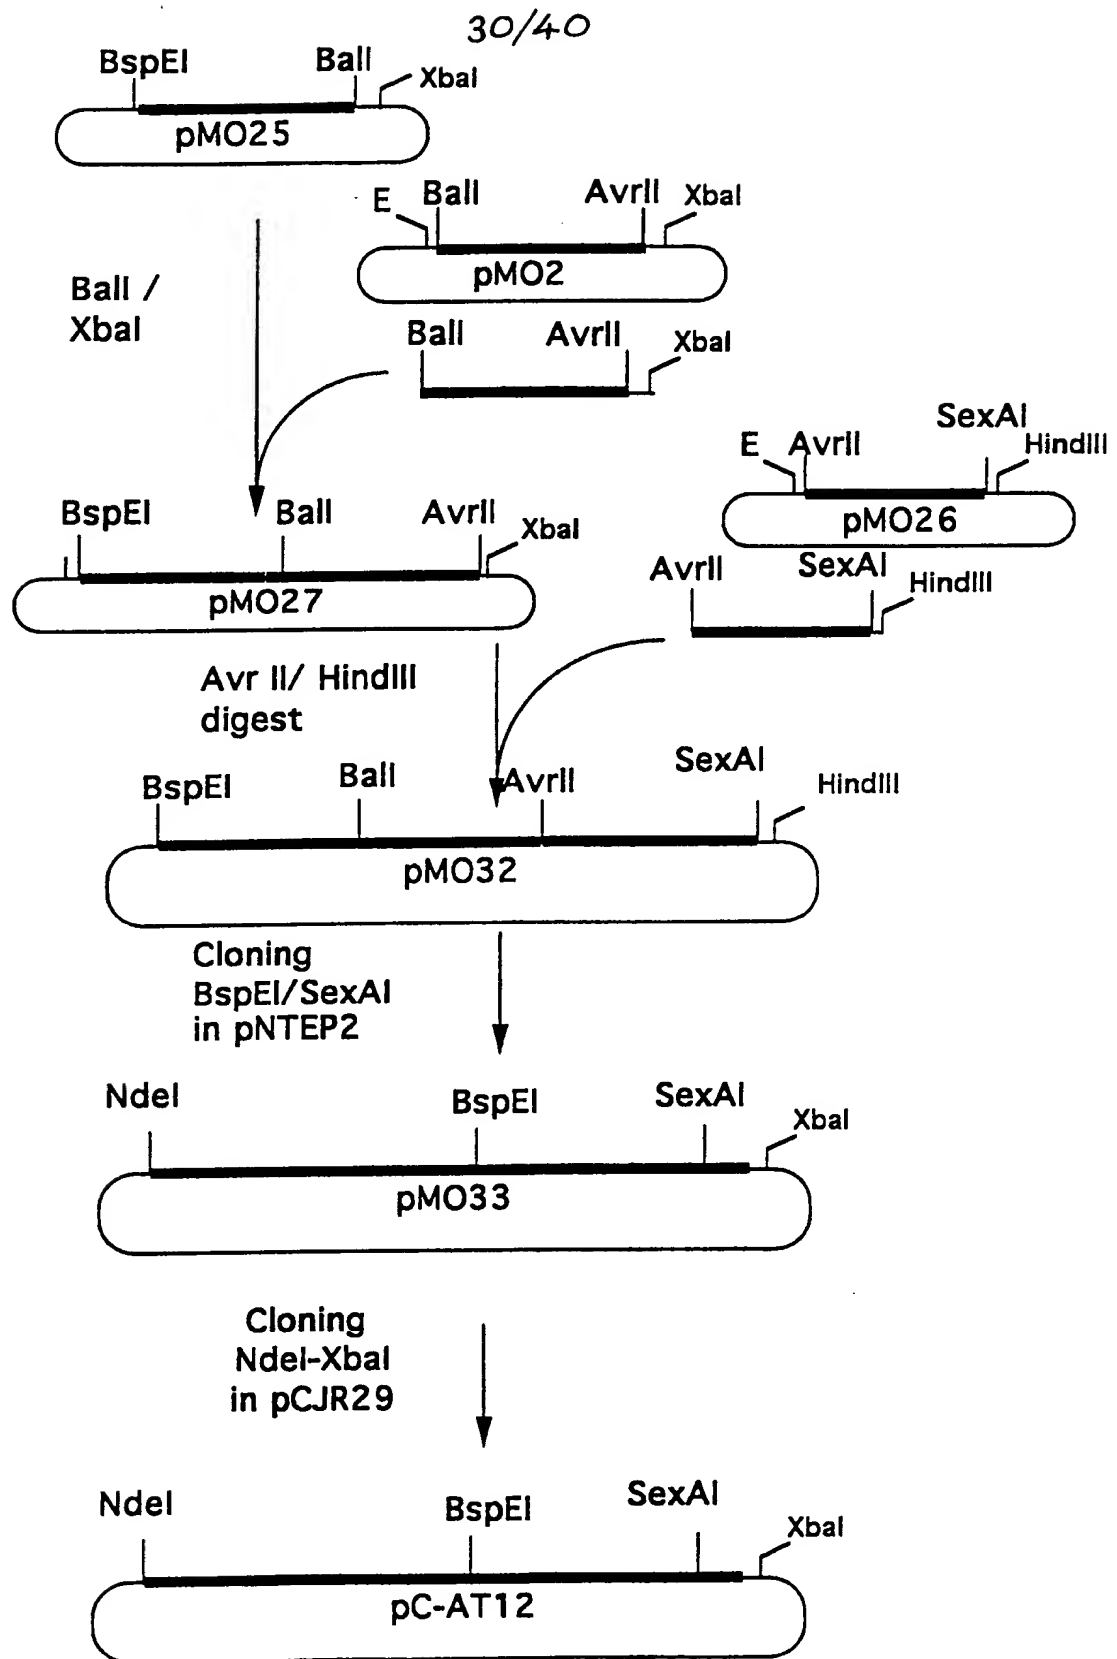 30/40
BspEI BalI XbaI
pMO25
E BalI AvrII XbaI
pMO2
BalI /
XbaI
BalI AvrII XbaI
E AvrII SexAI HindIII
pMO26
BspEI BalI AvrII XbaI
pMO27
AvrII SexAI HindIII
Avr II/ HindIII
digest
BspEI BalI AvrII SexAI HindIII
pMO32
Cloning
BspEI/SexAI
in pNTEP2
NdeI BspEI SexAI XbaI
pMO33
Cloning
NdeI-XbaI
in pCJR29
NdeI BspEI SexAI XbaI
pC-AT12